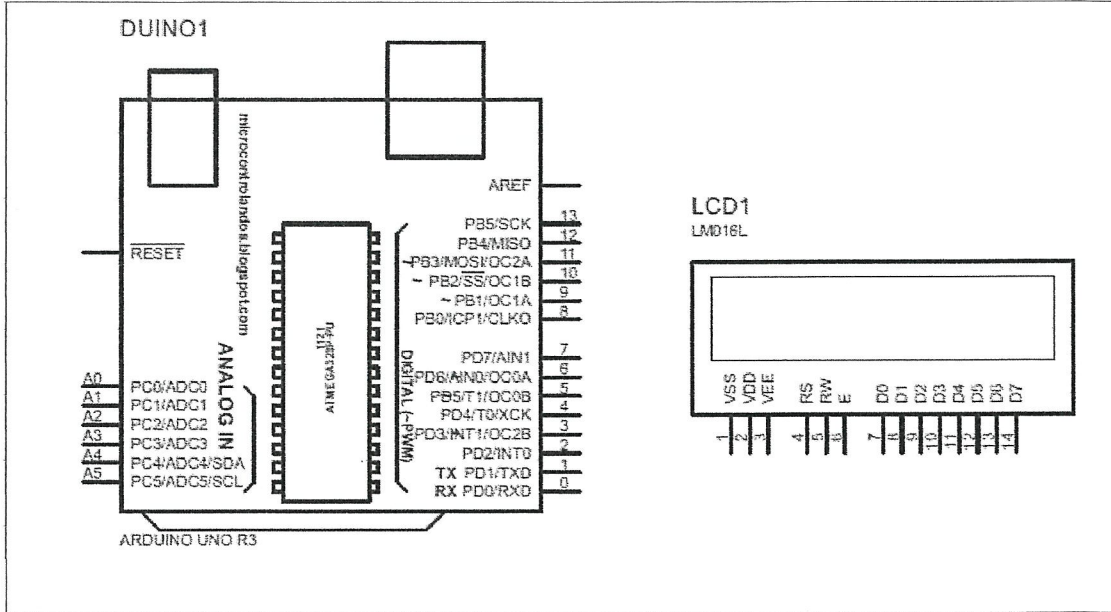 DUINO1
microcontrolandos.blogspot.com
AREF
RESET
PB5/SCK 13
PB4/MISO 12
~PB3/MOSI/OC2A 11
~ PB2/SS/OC1B 10
~ PB1/OC1A 9
PB0/ICP1/CLKO 8
PD7/AIN1 7
PD6/AIN0/OC0A 6
PB5/T1/OC0B 5
PD4/T0/XCK 4
PD3/INT1/OC2B 3
PD2/INT0 2
TX PD1/TXD 1
RX PD0/RXD 0
1121
ATMEGA328P-PU
DIGITAL (~PWM)
ANALOG IN
A0 PC0/ADC0
A1 PC1/ADC1
A2 PC2/ADC2
A3 PC3/ADC3
A4 PC4/ADC4/SDA
A5 PC5/ADC5/SCL
ARDUINO UNO R3
LCD1
LM016L
VSS VDD VEE RS RW E D0 D1 D2 D3 D4 D5 D6 D7
1 2 3 4 5 6 7 8 9 10 11 12 13 14